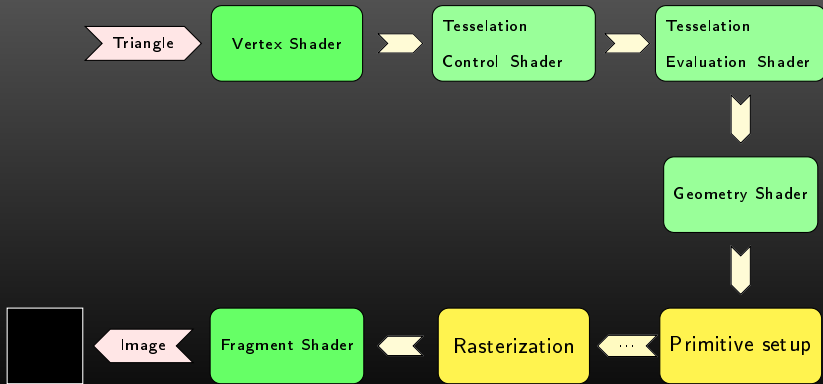 Triangle
Vertex Shader
Tesselation
Control Shader
Tesselation
Evaluation Shader
Geometry Shader
Primitive setup
...
Rasterization
Fragment Shader
Image